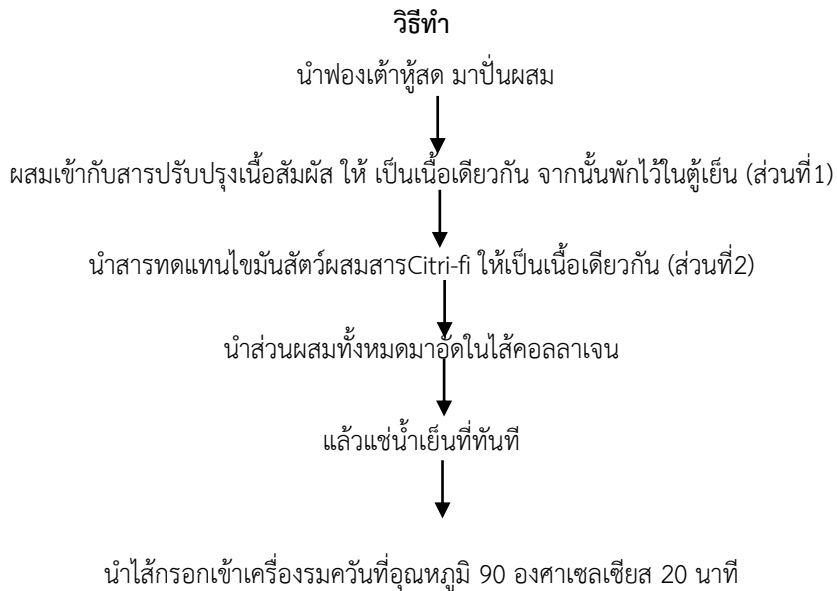 วิธีทำ
นำฟองเต้าหู้สด มาปั่นผสม
ผสมเข้ากับสารปรับปรุงเนื้อสัมผัส ให้ เป็นเนื้อเดียวกัน จากนั้นพักไว้ในตู้เย็น (ส่วนที่1)
นำสารทดแทนไขมันสัตว์ผสมสารCitri-fi ให้เป็นเนื้อเดียวกัน (ส่วนที่2)
นำส่วนผสมทั้งหมดมาอัดในไส้คอลลาเจน
แล้วแช่น้ำเย็นที่ทันที
นำไส้กรอกเข้าเครื่องรมควันที่อุณหภูมิ 90 องศาเซลเซียส 20 นาที